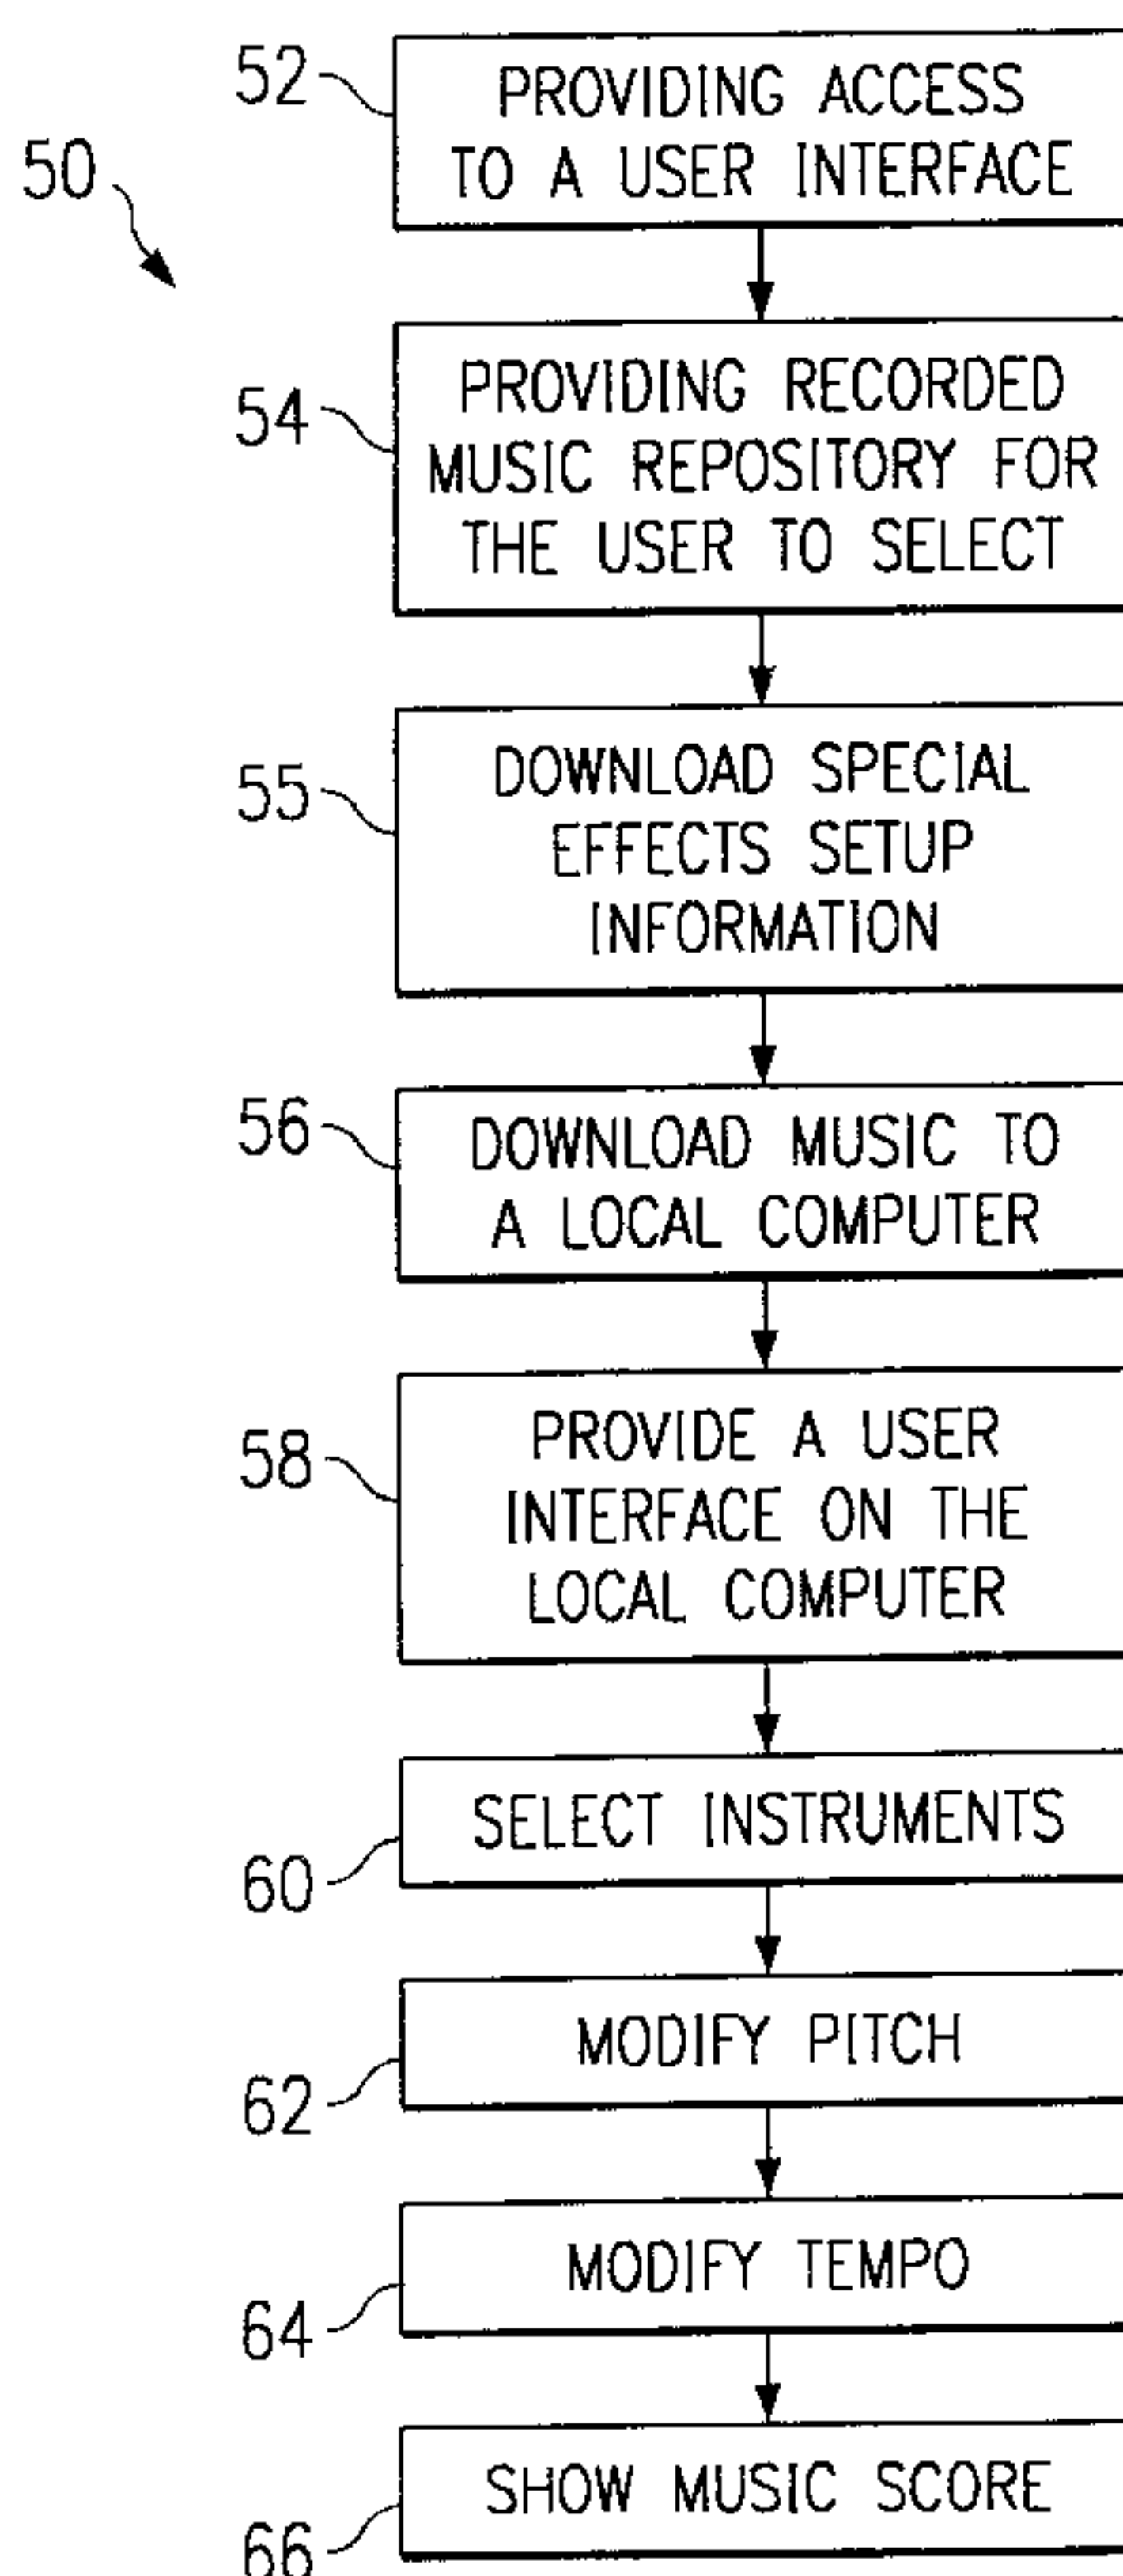 52
PROVIDING ACCESS
TO A USER INTERFACE
50
54
PROVIDING RECORDED
MUSIC REPOSITORY FOR
THE USER TO SELECT
55
DOWNLOAD SPECIAL
EFFECTS SETUP
INFORMATION
56
DOWNLOAD MUSIC TO
A LOCAL COMPUTER
58
PROVIDE A USER
INTERFACE ON THE
LOCAL COMPUTER
60
SELECT INSTRUMENTS
62
MODIFY PITCH
64
MODIFY TEMPO
66
SHOW MUSIC SCORE